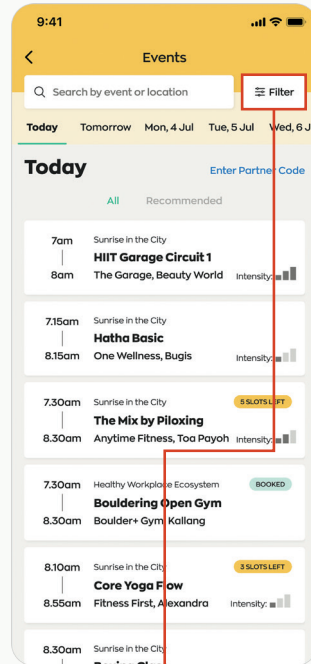 9:41
Events
Search by event or location
Filter
Today Tomorrow Mon, 4 Jul Tue, 5 Jul Wed, 6 J
Today
Enter Partner Code
All Recommended
7am Sunrise in the City
HIIT Garage Circuit 1
8am The Garage, Beauty World Intensity:
7.15am Sunrise in the City
Hatha Basic
8.15am One Wellness, Bugis Intensity:
7.30am Sunrise in the City 5 SLOTS LEFT
The Mix by Piloxing
8.30am Anytime Fitness, Toa Payoh Intensity:
7.30am Healthy Workplace Ecosystem BOOKED
Bouldering Open Gym
8.30am Boulder+ Gym, Kallang
8.10am Sunrise in the City 3 SLOTS LEFT
Core Yoga Flow
8.55am Fitness First, Alexandra Intensity:
8.30am Sunrise in the City